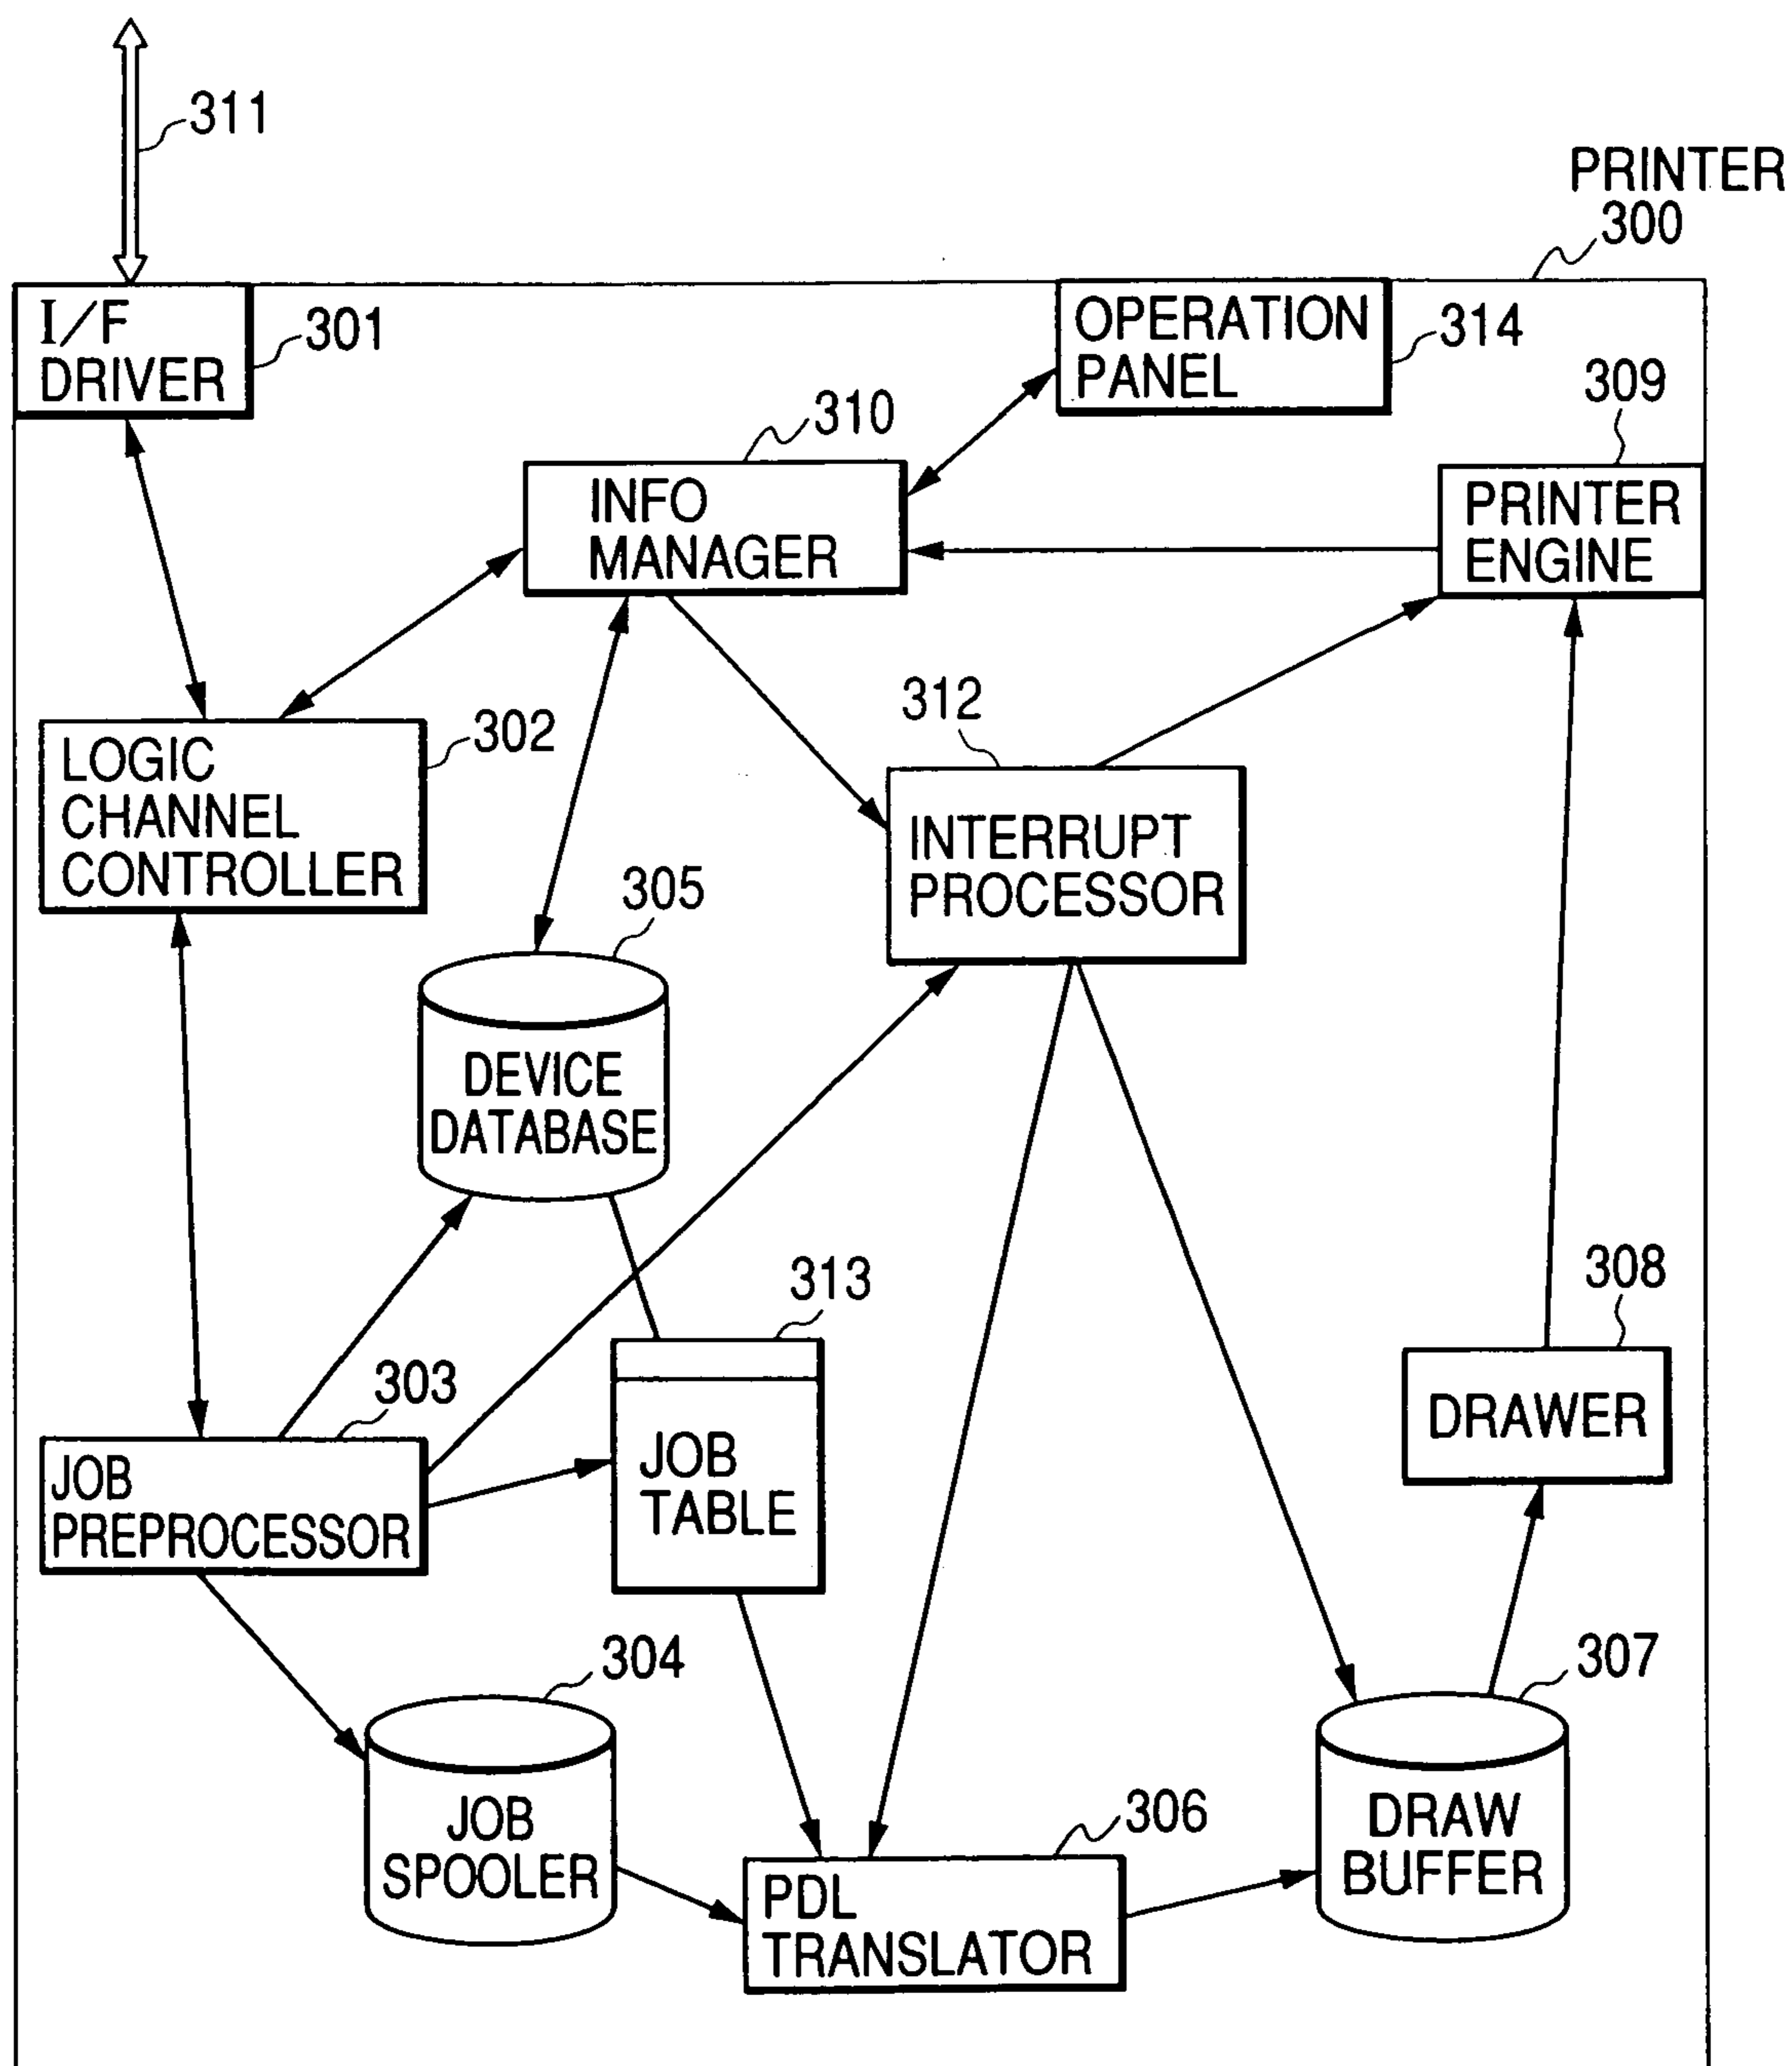 311
PRINTER
300
I/F
DRIVER
301
OPERATION
PANEL
314
309
310
INFO
MANAGER
PRINTER
ENGINE
312
LOGIC
CHANNEL
CONTROLLER
302
INTERRUPT
PROCESSOR
305
DEVICE
DATABASE
313
308
303
DRAWER
JOB
PREPROCESSOR
JOB
TABLE
304
307
JOB
SPOOLER
306
DRAW
BUFFER
PDL
TRANSLATOR